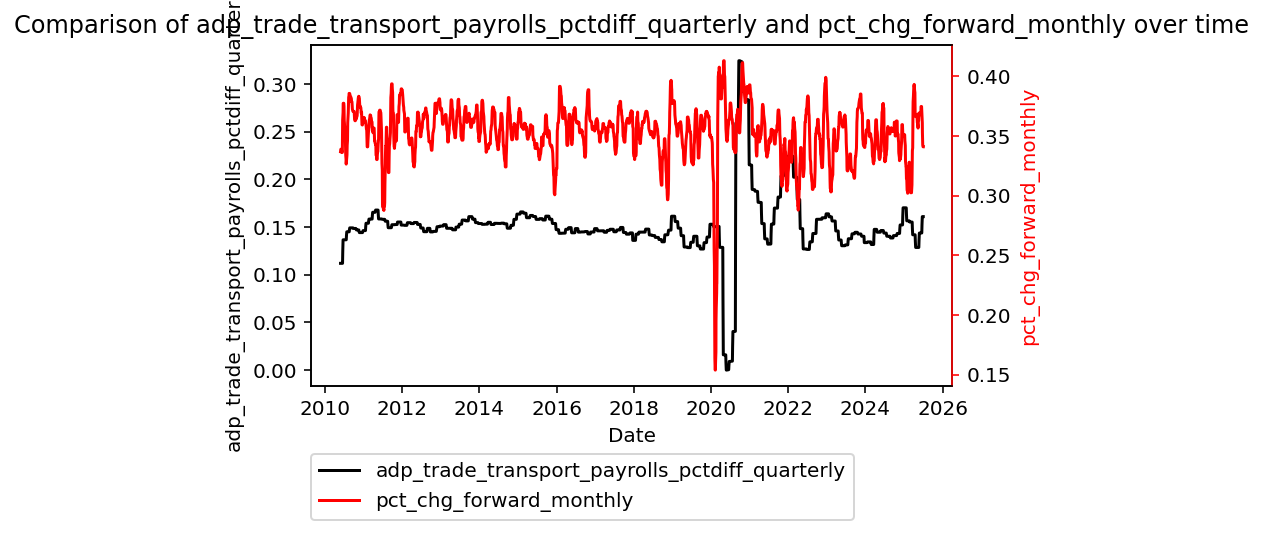 Comparison of adp_trade_transport_payrolls_pctdiff_quarterly and pct_chg_forward_monthly over time
adp_trade_transport_payrolls_pctdiff_quarter
0.30
0.25
0.20
0.15
0.10
0.05
0.00
0.40
0.35
0.30
0.25
0.20
0.15
pct_chg_forward_monthly
2010 2012 2014 2016 2018 2020 2022 2024 2026
Date
adp_trade_transport_payrolls_pctdiff_quarterly
pct_chg_forward_monthly